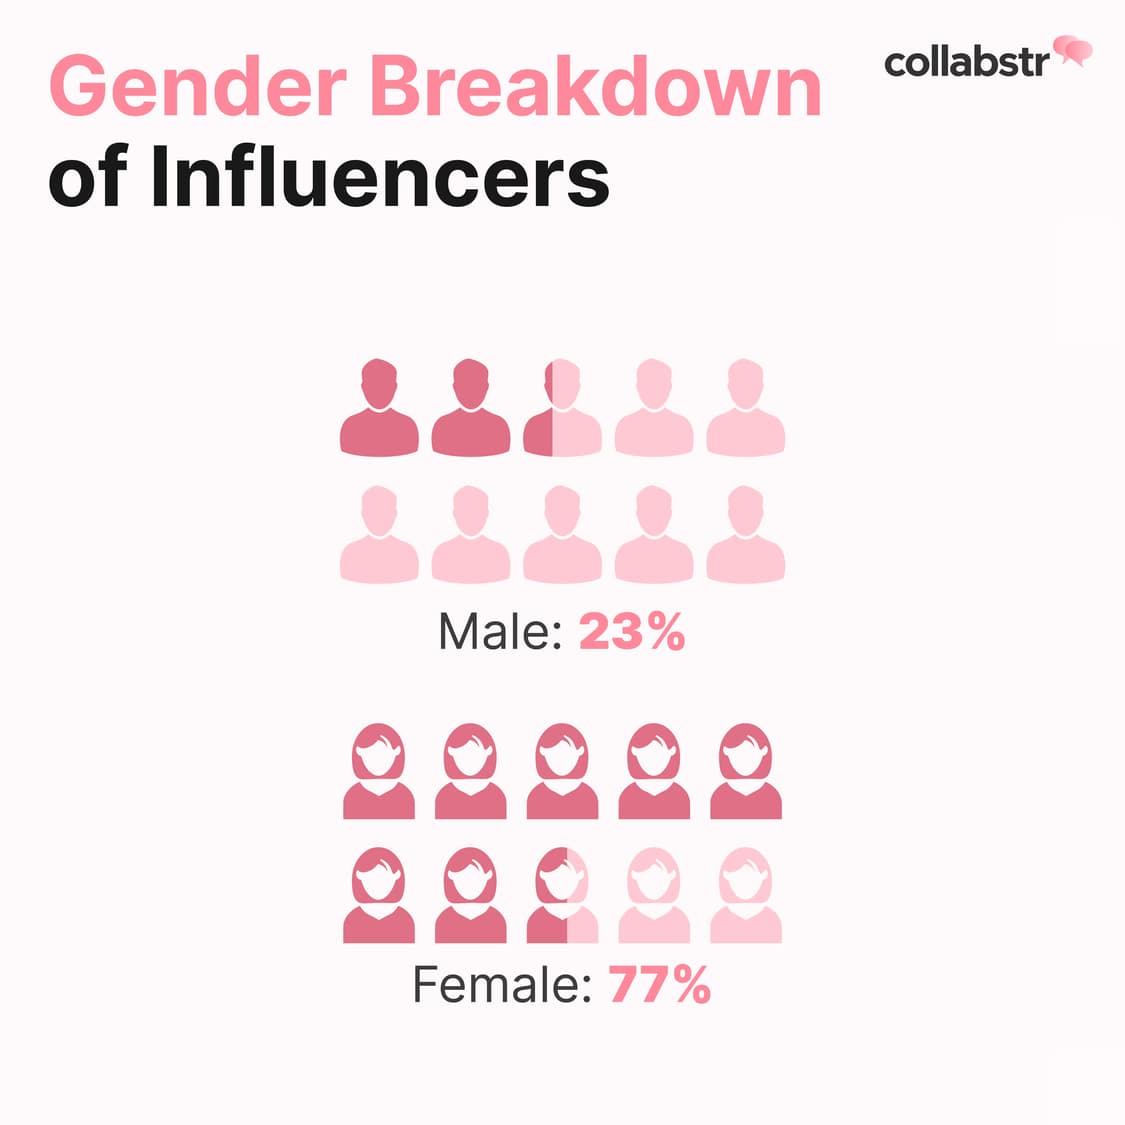 Gender Breakdown
collabstr
of Influencers
Male: 23%
Female: 77%